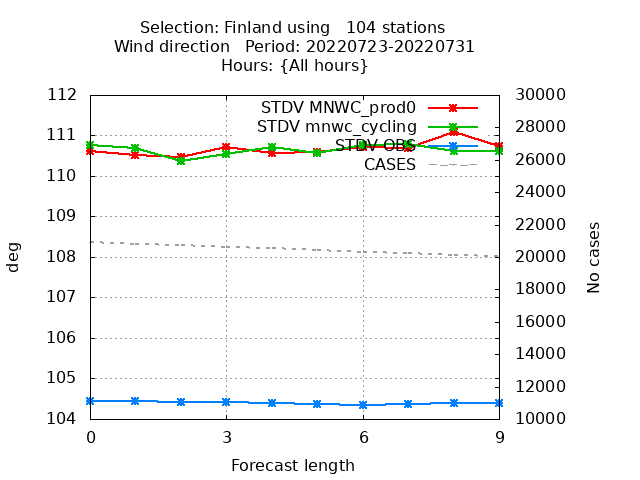 Selection: Finland using   104 stations
Wind direction   Period: 20220723-20220731
Hours: {All hours}
STDV MNWC_prod0
STDV mnwc_cycling
STDV OBS
CASES
112
111
110
109
108
107
106
105
104
deg
30000
28000
26000
24000
22000
20000
18000
16000
14000
12000
10000
No cases
0 3 6 9
Forecast length